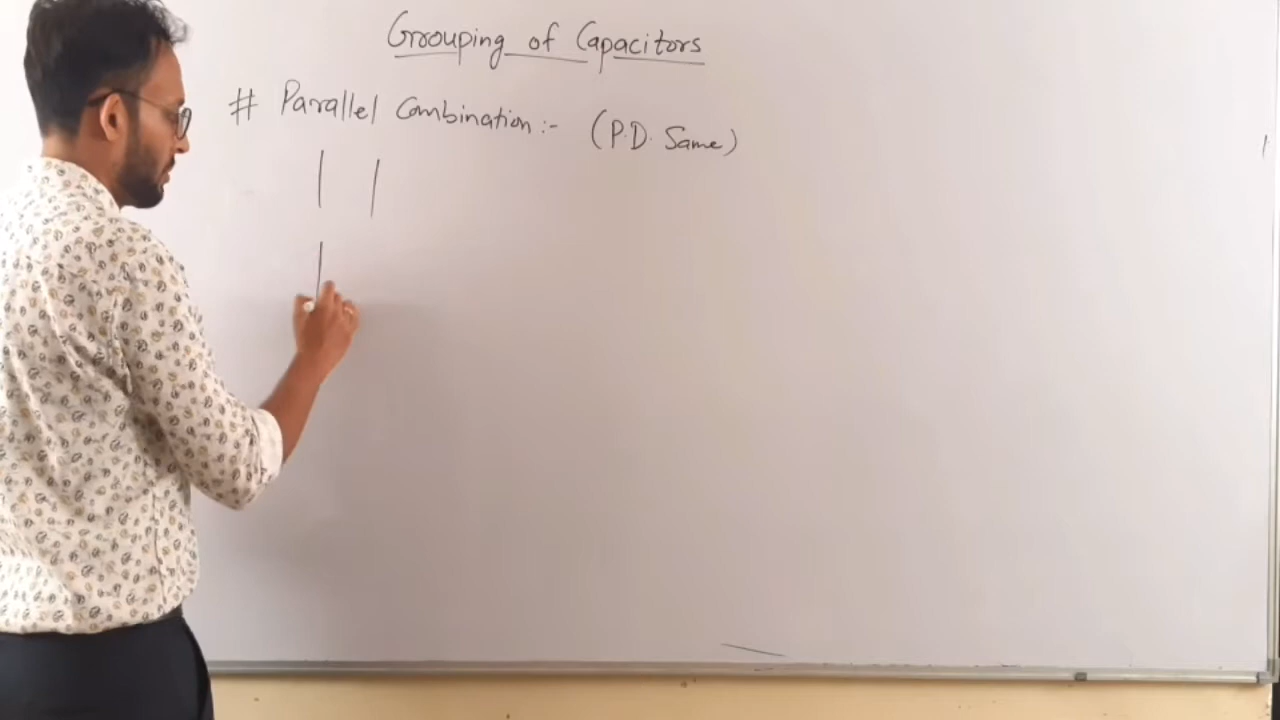 Grouping of Capacitors
# Parallel Combination :- (P.D. Same)